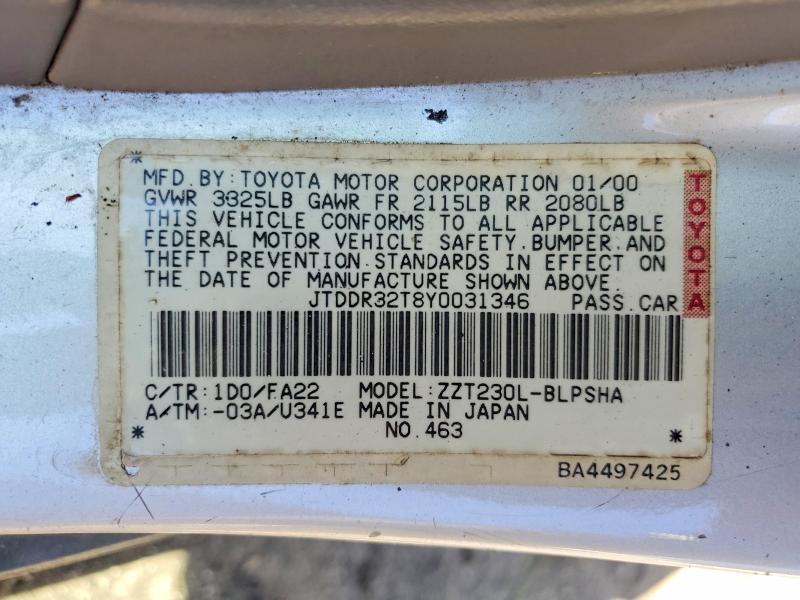 MFD. BY: TOYOTA MOTOR CORPORATION 01/00
GVWR 3325LB GAWR FR 2115LB RR 2080LB
THIS VEHICLE CONFORMS TO ALL APPLICABLE
FEDERAL MOTOR VEHICLE SAFETY. BUMPER. AND
THEFT PREVENTION. STANDARDS IN EFFECT ON
THE DATE OF MANUFACTURE SHOWN ABOVE.
JTDDR32T8Y0031346 PASS. CAR
C/TR: 1D0/FA22 MODEL: ZZT230L-BLPSHA
A/TM: -03A/U341E MADE IN JAPAN
NO. 463
BA4497425
TOYOTA